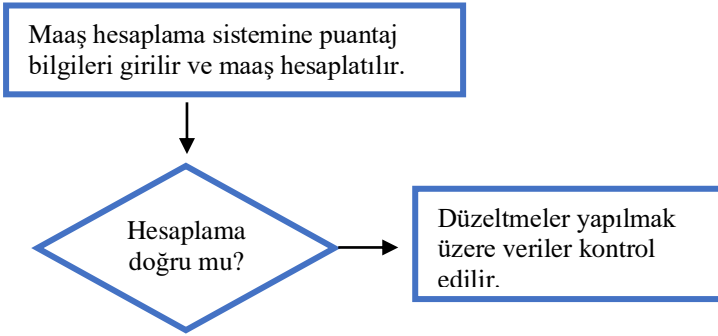 Maaş hesaplama sistemine puantaj
bilgileri girilir ve maaş hesaplatılır.
Hesaplama
doğru mu?
Düzeltmeler yapılmak
üzere veriler kontrol
edilir.